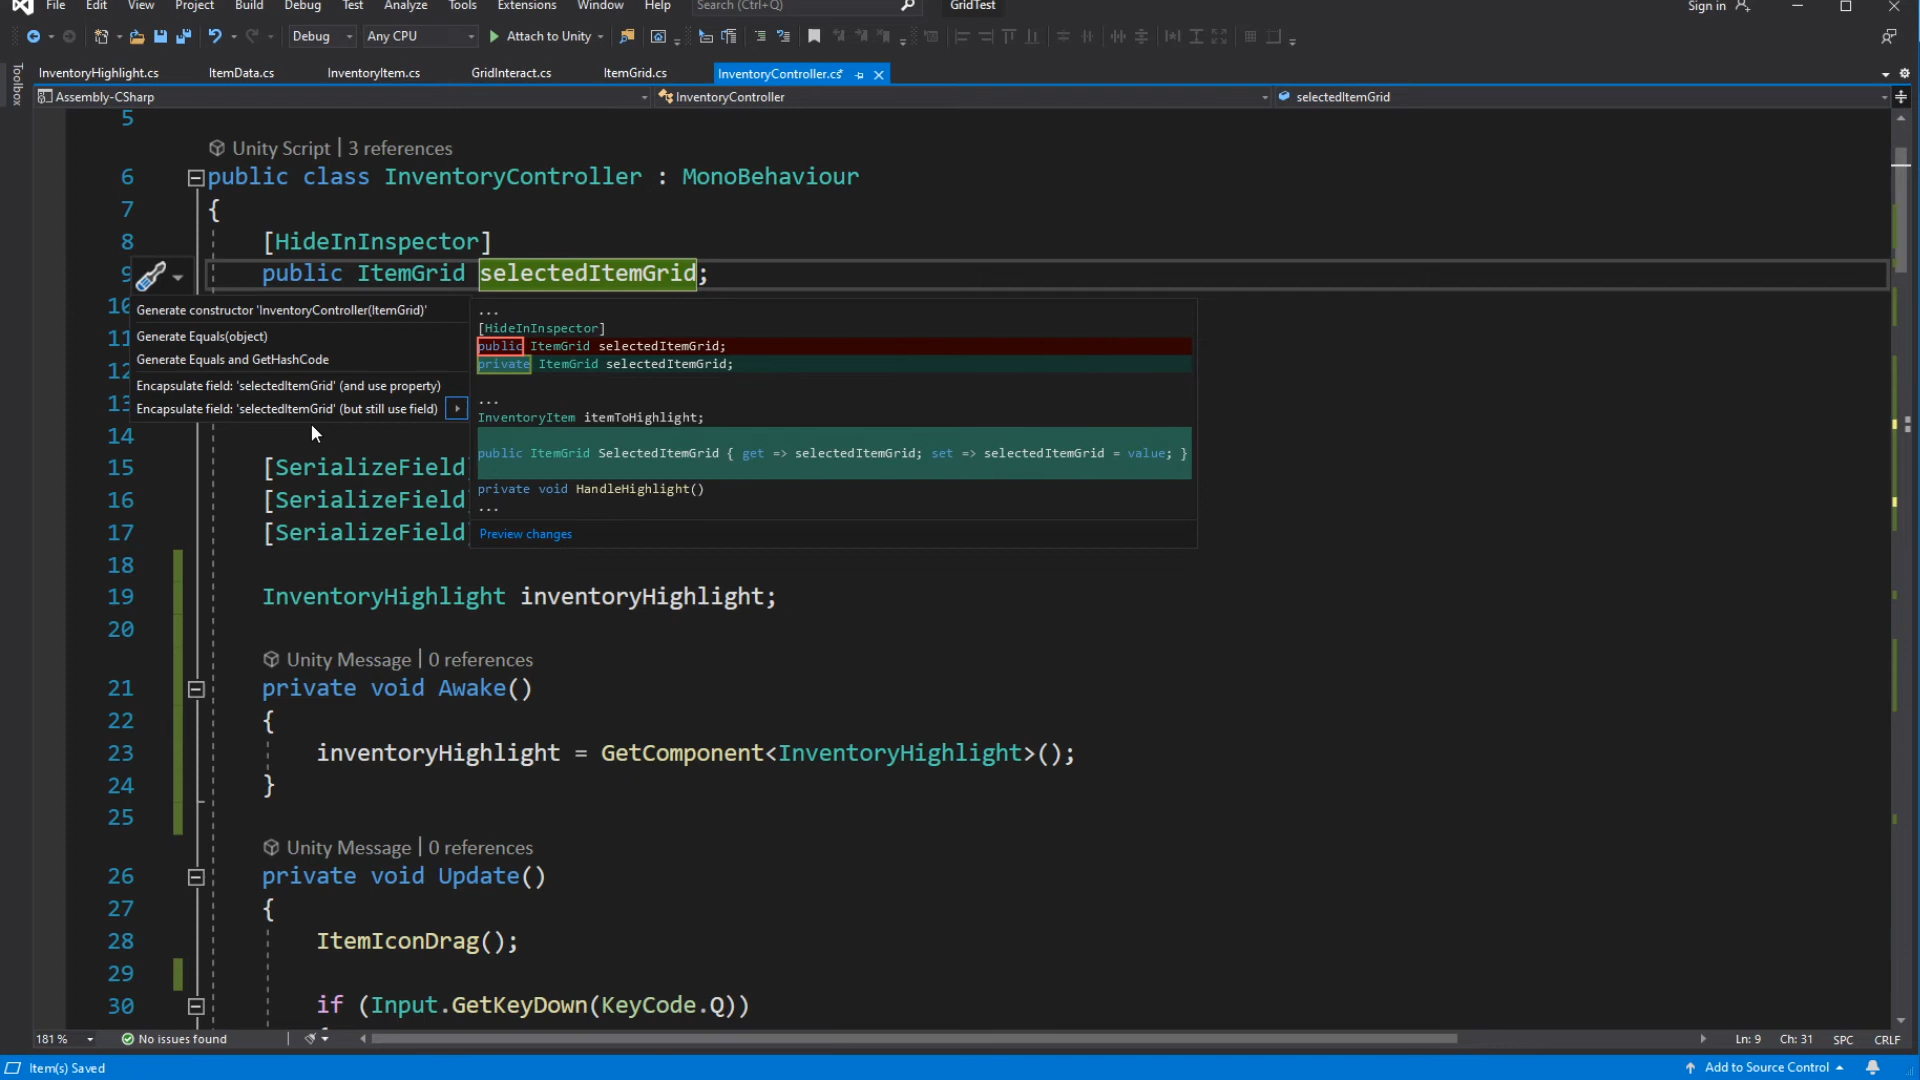 File Edit View Project Build Debug Test Analyze Tools Extensions Window Help Search (Ctrl+Q) GridTest Sign in
Debug Any CPU Attach to Unity
Toolbox
InventoryHighlight.cs ItemData.cs InventoryItem.cs GridInteract.cs ItemGrid.cs InventoryController.cs*
Assembly-CSharp InventoryController selectedItemGrid
5
Unity Script | 3 references
6 public class InventoryController : MonoBehaviour
7 {
8 [HideInInspector]
9 public ItemGrid selectedItemGrid;
10
11
12
13
14
Generate constructor 'InventoryController(ItemGrid)'
Generate Equals(object)
Generate Equals and GetHashCode
Encapsulate field: 'selectedItemGrid' (and use property)
Encapsulate field: 'selectedItemGrid' (but still use field)
...
[HideInInspector]
public ItemGrid selectedItemGrid;
private ItemGrid selectedItemGrid;
...
InventoryItem itemToHighlight;
public ItemGrid SelectedItemGrid { get => selectedItemGrid; set => selectedItemGrid = value; }
private void HandleHighlight()
...
Preview changes
15 [SerializeField]
16 [SerializeField]
17 [SerializeField]
18
19 InventoryHighlight inventoryHighlight;
20
Unity Message | 0 references
21 private void Awake()
22 {
23 inventoryHighlight = GetComponent<InventoryHighlight>();
24 }
25
Unity Message | 0 references
26 private void Update()
27 {
28 ItemIconDrag();
29
30 if (Input.GetKeyDown(KeyCode.Q))
181 % No issues found Ln: 9 Ch: 31 SPC CRLF
Item(s) Saved Add to Source Control